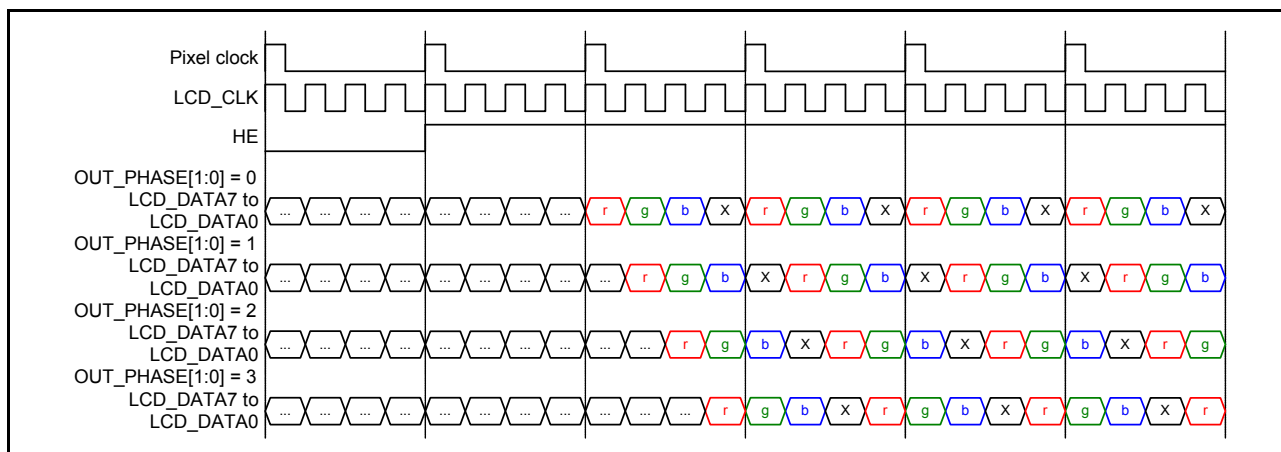 Pixel clock
LCD_CLK
HE
OUT_PHASE[1:0] = 0
LCD_DATA7 to
LCD_DATA0
... ... ... ... ... ... ... ... r g b X r g b X r g b X r g b X
OUT_PHASE[1:0] = 1
LCD_DATA7 to
LCD_DATA0
... ... ... ... ... ... ... ... ... r g b X r g b X r g b X r g b
OUT_PHASE[1:0] = 2
LCD_DATA7 to
LCD_DATA0
... ... ... ... ... ... ... ... ... ... r g b X r g b X r g b X r g
OUT_PHASE[1:0] = 3
LCD_DATA7 to
LCD_DATA0
... ... ... ... ... ... ... ... ... ... ... r g b X r g b X r g b X r